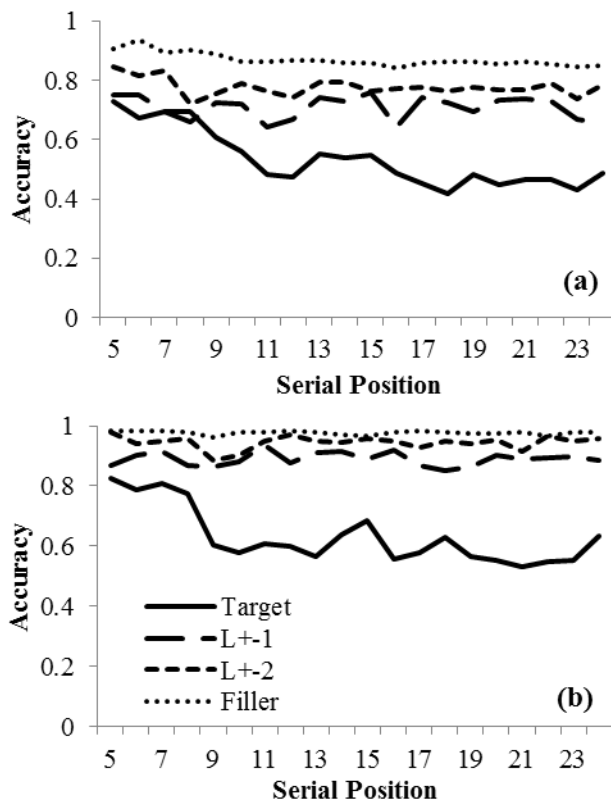 1
0.8
0.6
0.4
0.2
0
Accuracy
(a)
5 7 9 11 13 15 17 19 21 23
Serial Position
1
0.8
0.6
0.4
0.2
0
Accuracy
Target
L+-1
L+-2
Filler
(b)
5 7 9 11 13 15 17 19 21 23
Serial Position